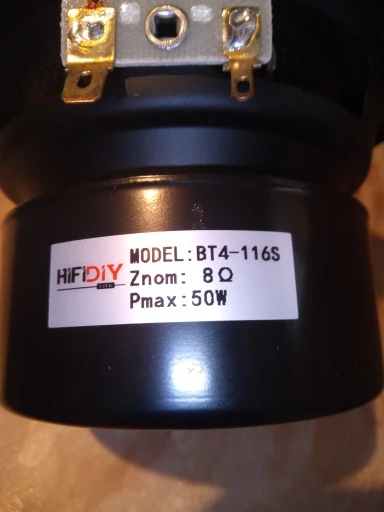 HiFiDIY
MODEL:BT4-116S
Znom: 8Ω
Pmax:50W